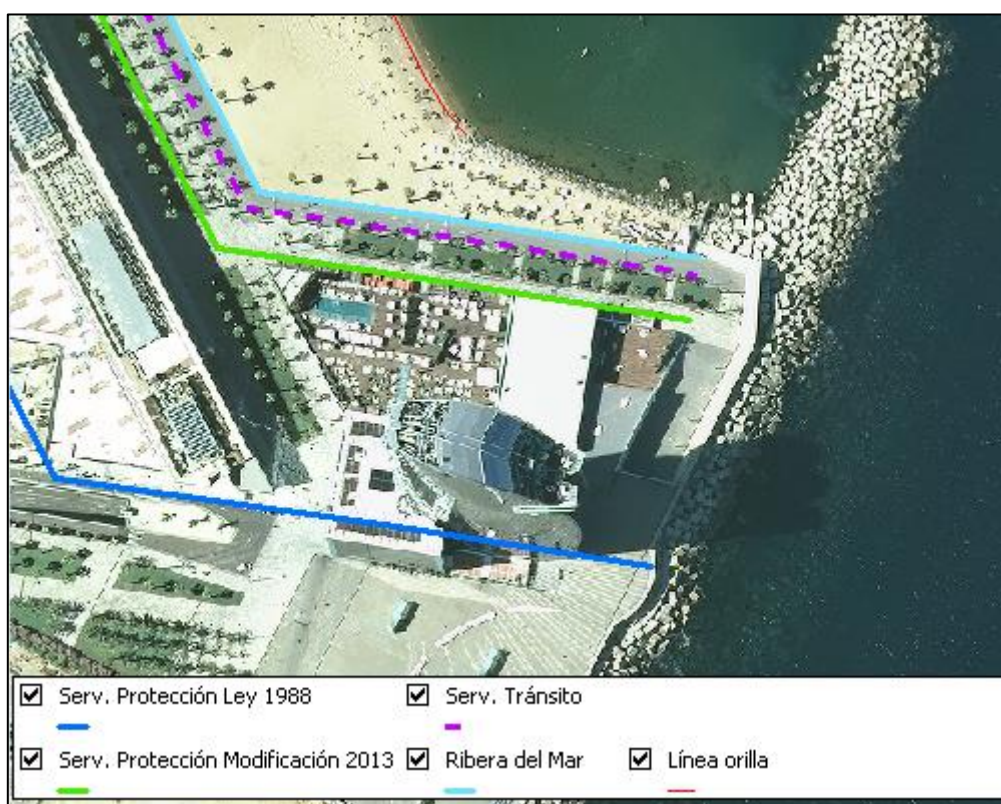 Serv. Protección Ley 1988
Serv. Tránsito
Serv. Protección Modificación 2013
Ribera del Mar
Línea orilla